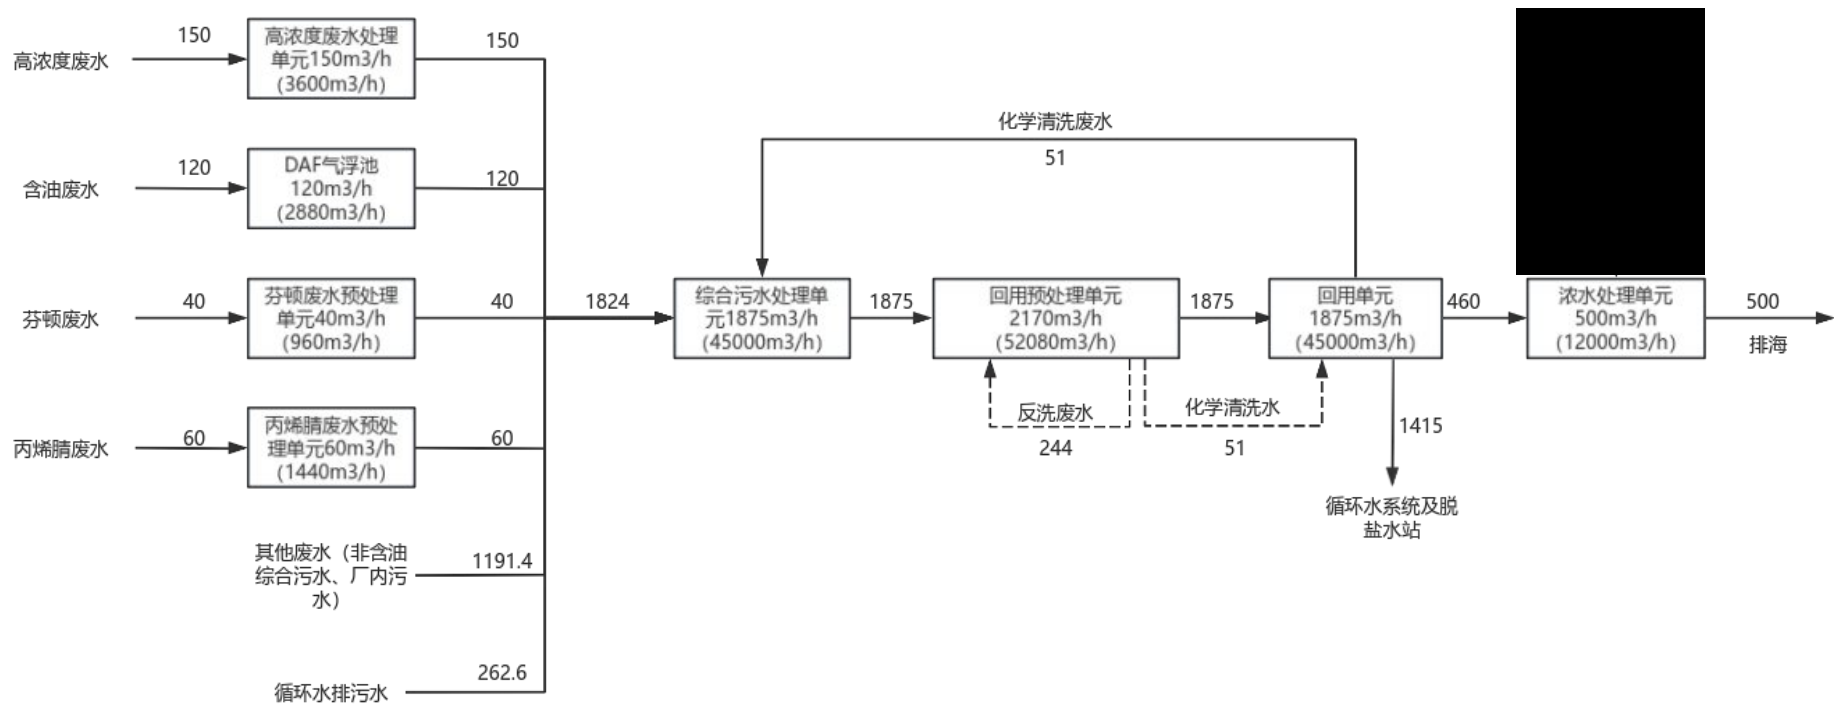 150
高浓度废水
高浓度废水处理
单元150m3/h
(3600m3/h)
150
120
含油废水
DAF气浮池
120m3/h
(2880m3/h)
120
40
芬顿废水
芬顿废水预处理
单元40m3/h
(960m3/h)
40
60
丙烯腈废水
丙烯腈废水预处
理单元60m3/h
(1440m3/h)
60
其他废水（非含油
综合污水、厂内污
水）
1191.4
循环水排污水
262.6
1824
综合污水处理单
元1875m3/h
(45000m3/h)
化学清洗废水
51
1875
回用预处理单元
2170m3/h
(52080m3/h)
反洗废水
244
1875
化学清洗水
51
回用单元
1875m3/h
(45000m3/h)
1415
循环水系统及脱
盐水站
460
浓水处理单元
500m3/h
(12000m3/h)
500
排海